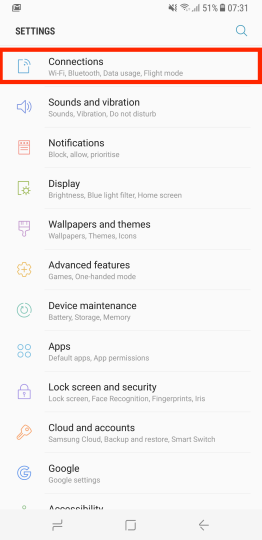 51% 07:31
SETTINGS
Connections
Wi-Fi, Bluetooth, Data usage, Flight mode
Sounds and vibration
Sounds, Vibration, Do not disturb
Notifications
Block, allow, prioritise
Display
Brightness, Blue light filter, Home screen
Wallpapers and themes
Wallpapers, Themes, Icons
Advanced features
Games, One-handed mode
Device maintenance
Battery, Storage, Memory
Apps
Default apps, App permissions
Lock screen and security
Lock screen, Face Recognition, Fingerprints, Iris
Cloud and accounts
Samsung Cloud, Backup and restore, Smart Switch
Google
Google settings
Accessibility